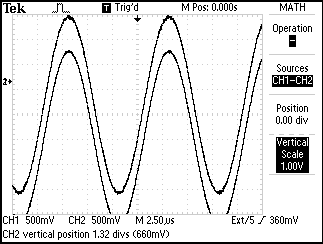 Tek T Trig'd M Pos: 0.000s MATH
Operation
-
Sources
CH1-CH2
Position
0.00 div
Vertical
Scale
1.00V
2
CH1 500mV CH2 500mV M 2.50µs Ext/5 / 360mV
CH2 vertical position 1.32 divs (660mV)